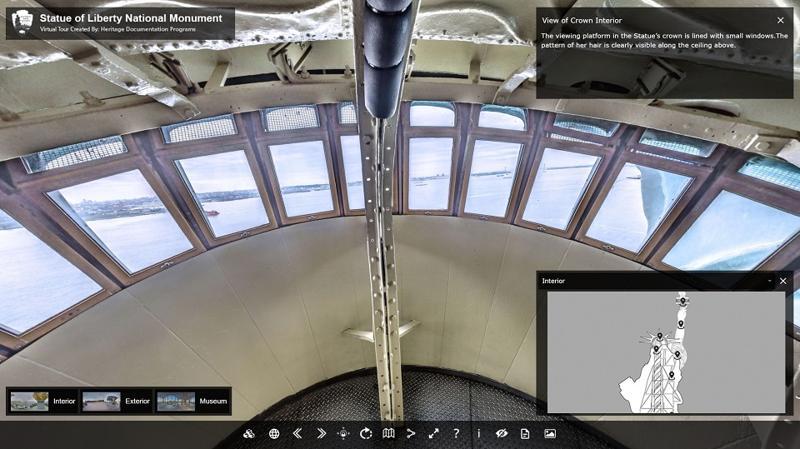 Statue of Liberty National Monument
Virtual Tour Created By: Heritage Documentation Programs
View of Crown Interior
The viewing platform in the Statue's crown is lined with small windows.The
pattern of her hair is clearly visible along the ceiling above.
Interior
Interior
Exterior
Museum